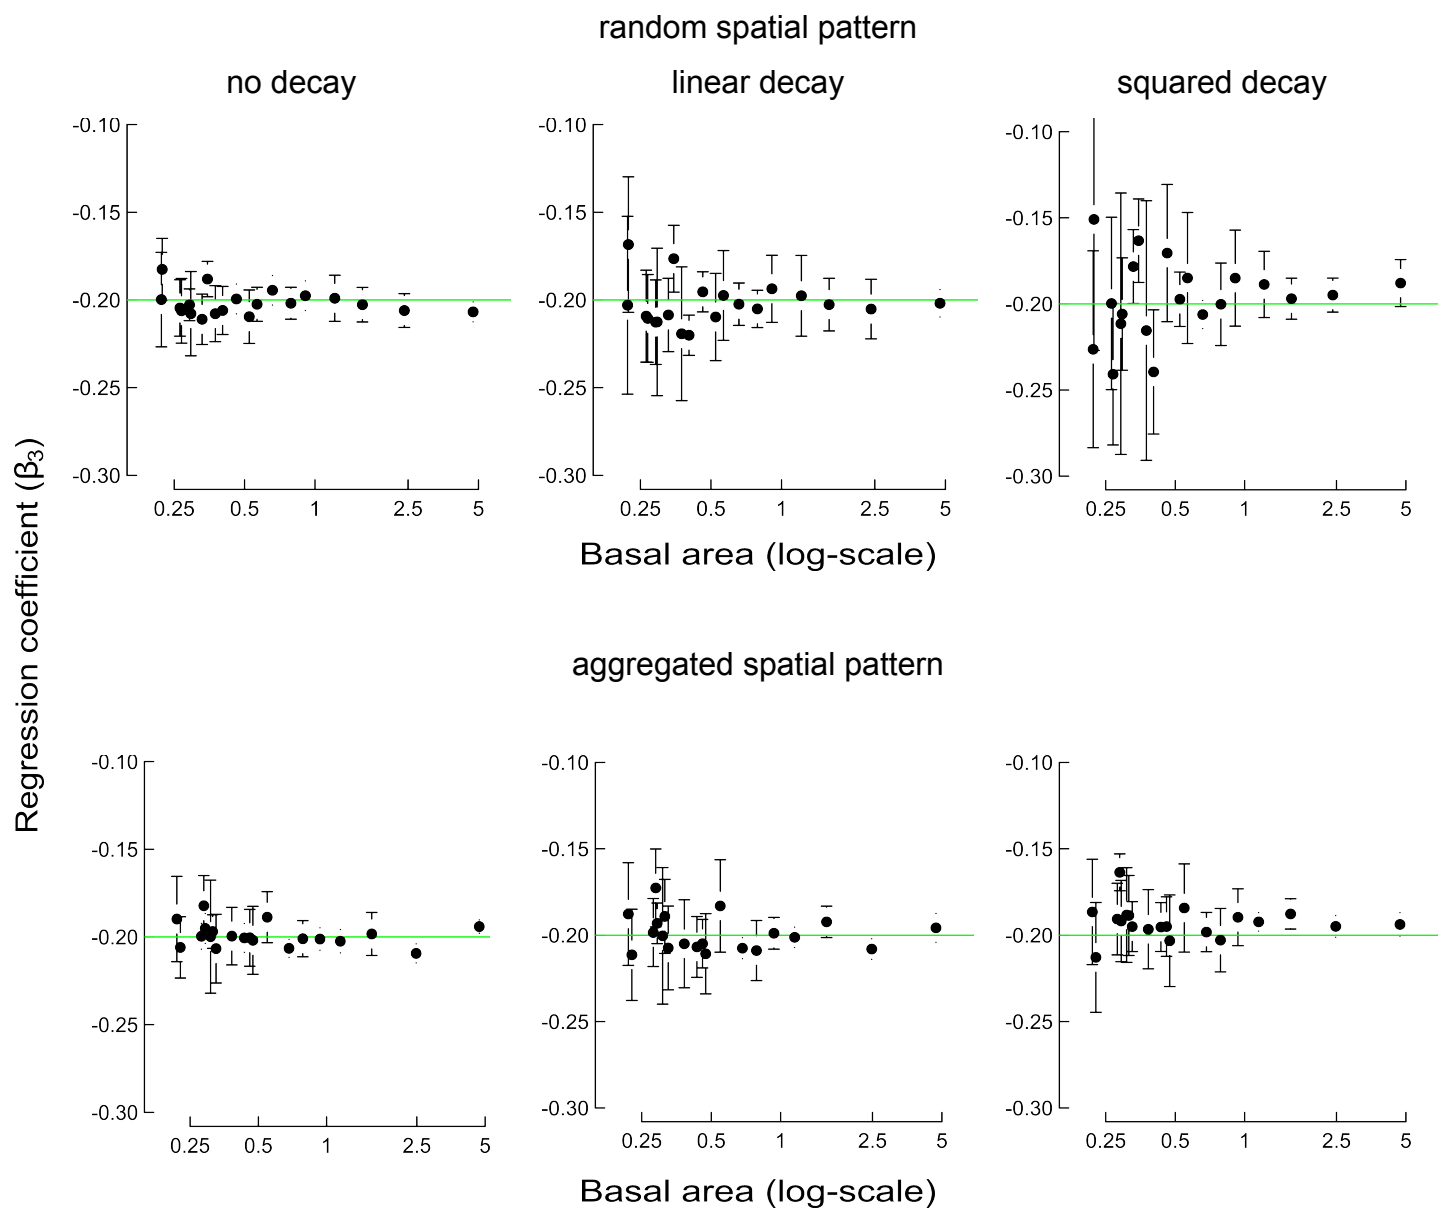 random spatial pattern
no decay
linear decay
squared decay
-0.10
-0.15
-0.20
-0.25
-0.30
0.25 0.5 1 2.5 5
-0.10
-0.15
-0.20
-0.25
-0.30
0.25 0.5 1 2.5 5
-0.10
-0.15
-0.20
-0.25
-0.30
0.25 0.5 1 2.5 5
Basal area (log-scale)
Regression coefficient (β3)
aggregated spatial pattern
-0.10
-0.15
-0.20
-0.25
-0.30
0.25 0.5 1 2.5 5
-0.10
-0.15
-0.20
-0.25
-0.30
0.25 0.5 1 2.5 5
-0.10
-0.15
-0.20
-0.25
-0.30
0.25 0.5 1 2.5 5
Basal area (log-scale)